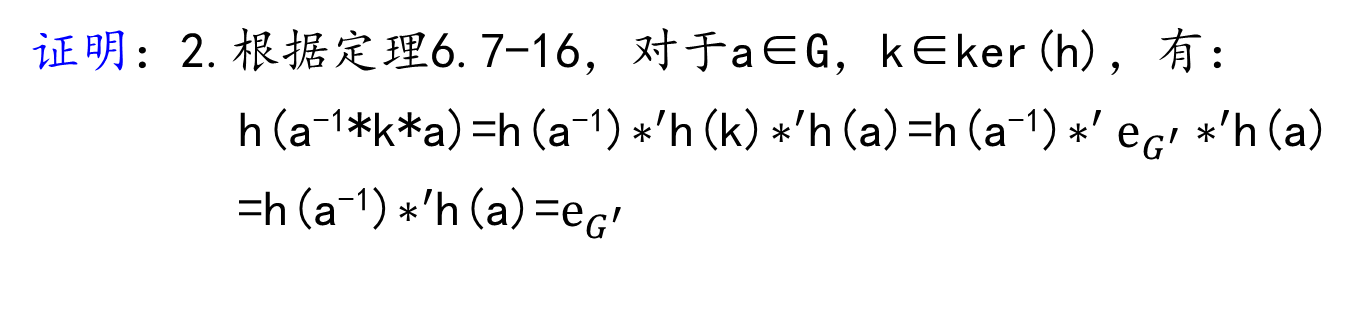 证明：2.根据定理6.7-16，对于a∈G，k∈ker(h)，有：
h(a⁻¹*k*a)=h(a⁻¹)∗′h(k)∗′h(a)=h(a⁻¹)∗′ e_G′ ∗′h(a)
=h(a⁻¹)∗′h(a)=e_G′